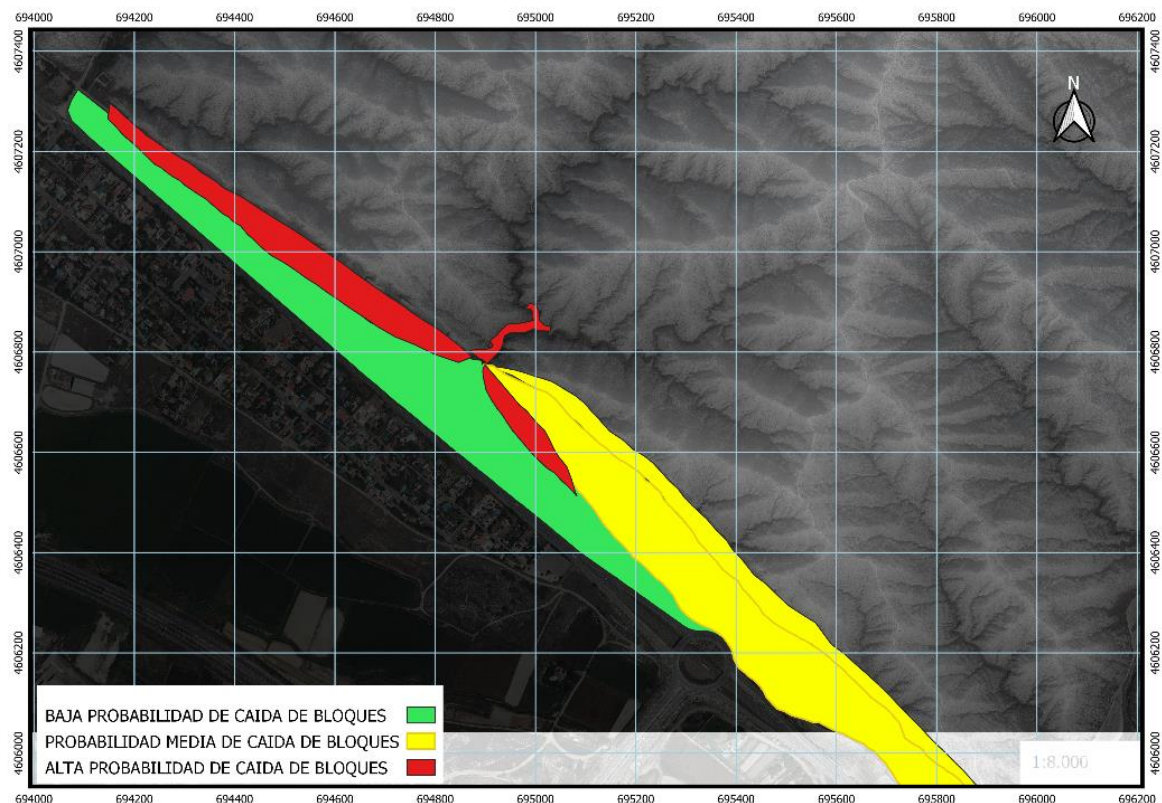 694000 694200 694400 694600 694800 695000 695200 695400 695600 695800 696000 696200
4607400 4607400
N
4607200 4607200
4607000 4607000
4606800 4606800
4606600 4606600
4606400 4606400
4606200 4606200
BAJA PROBABILIDAD DE CAIDA DE BLOQUES
PROBABILIDAD MEDIA DE CAIDA DE BLOQUES
4606000 4606000
1:8.000
ALTA PROBABILIDAD DE CAIDA DE BLOQUES
694000 694200 694400 694600 694800 695000 695200 695400 695600 695800 696000 696200